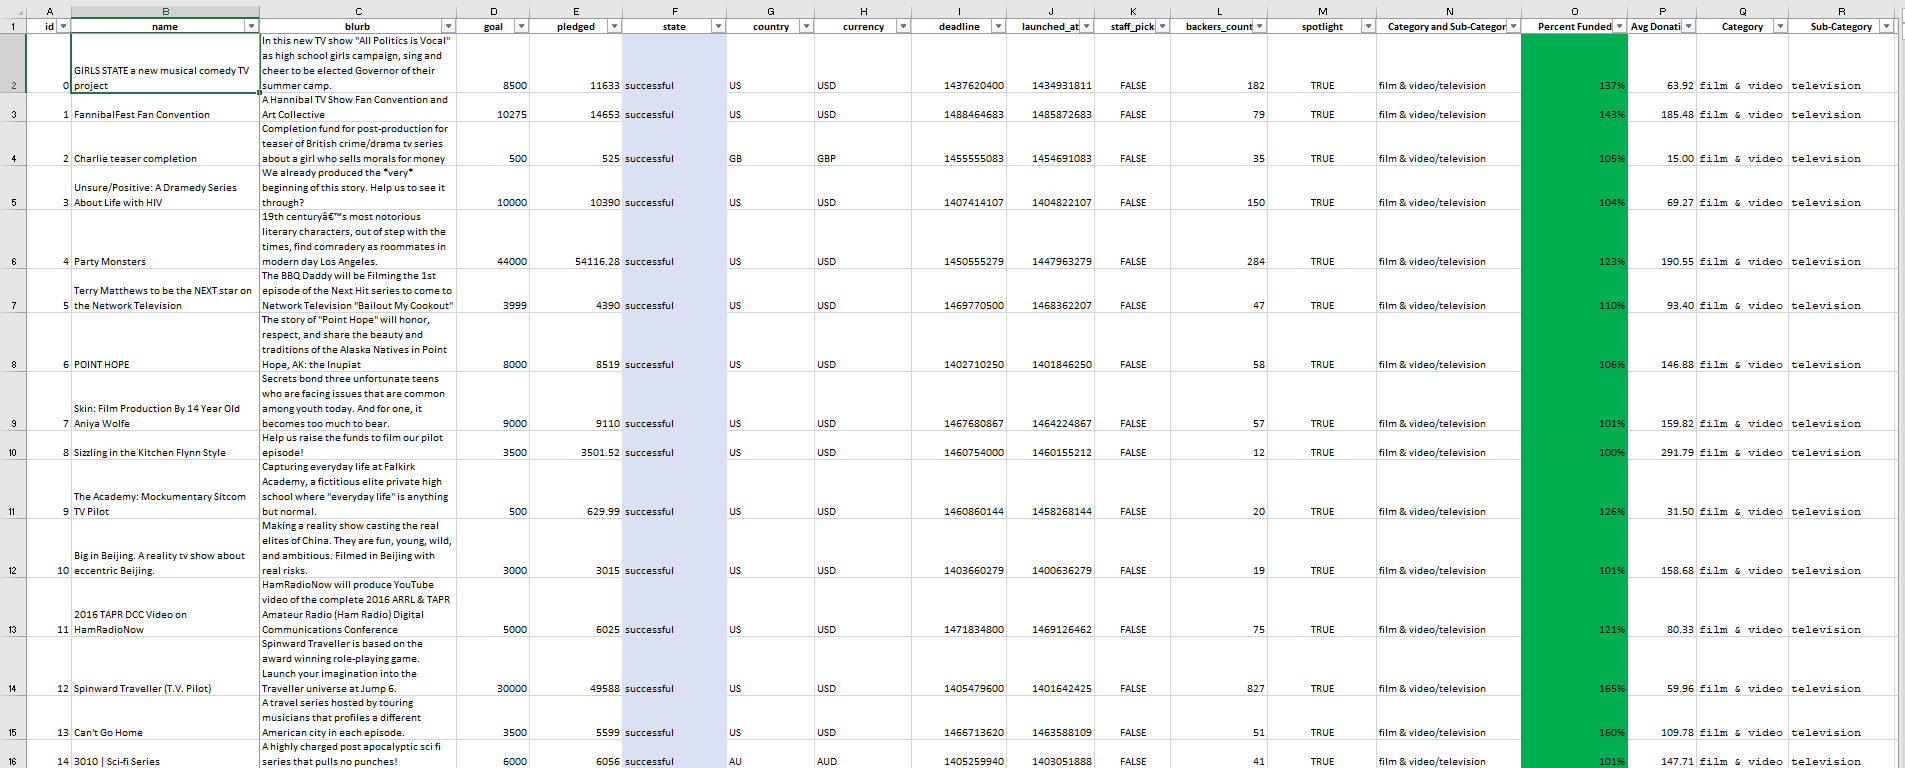 A B C D E F G H I J K L M N O P Q R
1 id name blurb goal pledged state country currency deadline launched_at staff_pick backers_count spotlight Category and Sub-Categor Percent Funded Avg Donati Category Sub-Category
In this new TV show "All Politics is Vocal"
as high school girls campaign, sing and
GIRLS STATE a new musical comedy TV cheer to be elected Governor of their
2 0 project summer camp. 8500 11633 successful US USD 1437620400 1434931811 FALSE 182 TRUE film & video/television 137% 63.92 film & video television
A Hannibal TV Show Fan Convention and
3 1 FannibalFest Fan Convention Art Collective 10275 14653 successful US USD 1488464683 1485872683 FALSE 79 TRUE film & video/television 143% 185.48 film & video television
Completion fund for post-production for
teaser of British crime/drama tv series
4 2 Charlie teaser completion about a girl who sells morals for money 500 525 successful GB GBP 1455555083 1454691083 FALSE 35 TRUE film & video/television 105% 15.00 film & video television
We already produced the *very*
Unsure/Positive: A Dramedy Series beginning of this story. Help us to see it
5 3 About Life with HIV through? 10000 10390 successful US USD 1407414107 1404822107 FALSE 150 TRUE film & video/television 104% 69.27 film & video television
19th centuryâ€™s most notorious
literary characters, out of step with the
times, find comradery as roommates in
6 4 Party Monsters modern day Los Angeles. 44000 54116.28 successful US USD 1450555279 1447963279 FALSE 284 TRUE film & video/television 123% 190.55 film & video television
The BBQ Daddy will be Filming the 1st
Terry Matthews to be the NEXT star on episode of the Next Hit series to come to
7 5 the Network Television Network Television "Bailout My Cookout" 3999 4390 successful US USD 1469770500 1468362207 FALSE 47 TRUE film & video/television 110% 93.40 film & video television
The story of "Point Hope" will honor,
respect, and share the beauty and
traditions of the Alaska Natives in Point
8 6 POINT HOPE Hope, AK: the Inupiat 8000 8519 successful US USD 1402710250 1401846250 FALSE 58 TRUE film & video/television 106% 146.88 film & video television
Secrets bond three unfortunate teens
who are facing issues that are common
Skin: Film Production By 14 Year Old among youth today. And for one, it
9 7 Aniya Wolfe becomes too much to bear. 9000 9110 successful US USD 1467680867 1464224867 FALSE 57 TRUE film & video/television 101% 159.82 film & video television
Help us raise the funds to film our pilot
10 8 Sizzling in the Kitchen Flynn Style episode! 3500 3501.52 successful US USD 1460754000 1460155212 FALSE 12 TRUE film & video/television 100% 291.79 film & video television
Capturing everyday life at Falkirk
Academy, a fictitious elite private high
The Academy: Mockumentary Sitcom school where "everyday life" is anything
11 9 TV Pilot but normal. 500 629.99 successful US USD 1460860144 1458268144 FALSE 20 TRUE film & video/television 126% 31.50 film & video television
Making a reality show casting the real
elites of China. They are fun, young, wild,
Big in Beijing. A reality tv show about and ambitious. Filmed in Beijing with
12 10 eccentric Beijing. real risks. 3000 3015 successful US USD 1403660279 1400636279 FALSE 19 TRUE film & video/television 101% 158.68 film & video television
HamRadioNow will produce YouTube
video of the complete 2016 ARRL & TAPR
2016 TAPR DCC Video on Amateur Radio (Ham Radio) Digital
13 11 HamRadioNow Communications Conference 5000 6025 successful US USD 1471834800 1469126462 FALSE 75 TRUE film & video/television 121% 80.33 film & video television
Spinward Traveller is based on the
award winning role-playing game.
Launch your imagination into the
14 12 Spinward Traveller (T.V. Pilot) Traveller universe at Jump 6. 30000 49588 successful US USD 1405479600 1401642425 FALSE 827 TRUE film & video/television 165% 59.96 film & video television
A travel series hosted by touring
musicians that profiles a different
15 13 Can't Go Home American city in each episode. 3500 5599 successful US USD 1466713620 1463588109 FALSE 51 TRUE film & video/television 160% 109.78 film & video television
A highly charged post apocalyptic sci fi
16 14 3010 | Sci-fi Series series that pulls no punches! 6000 6056 successful AU AUD 1405259940 1403051888 FALSE 41 TRUE film & video/television 101% 147.71 film & video television